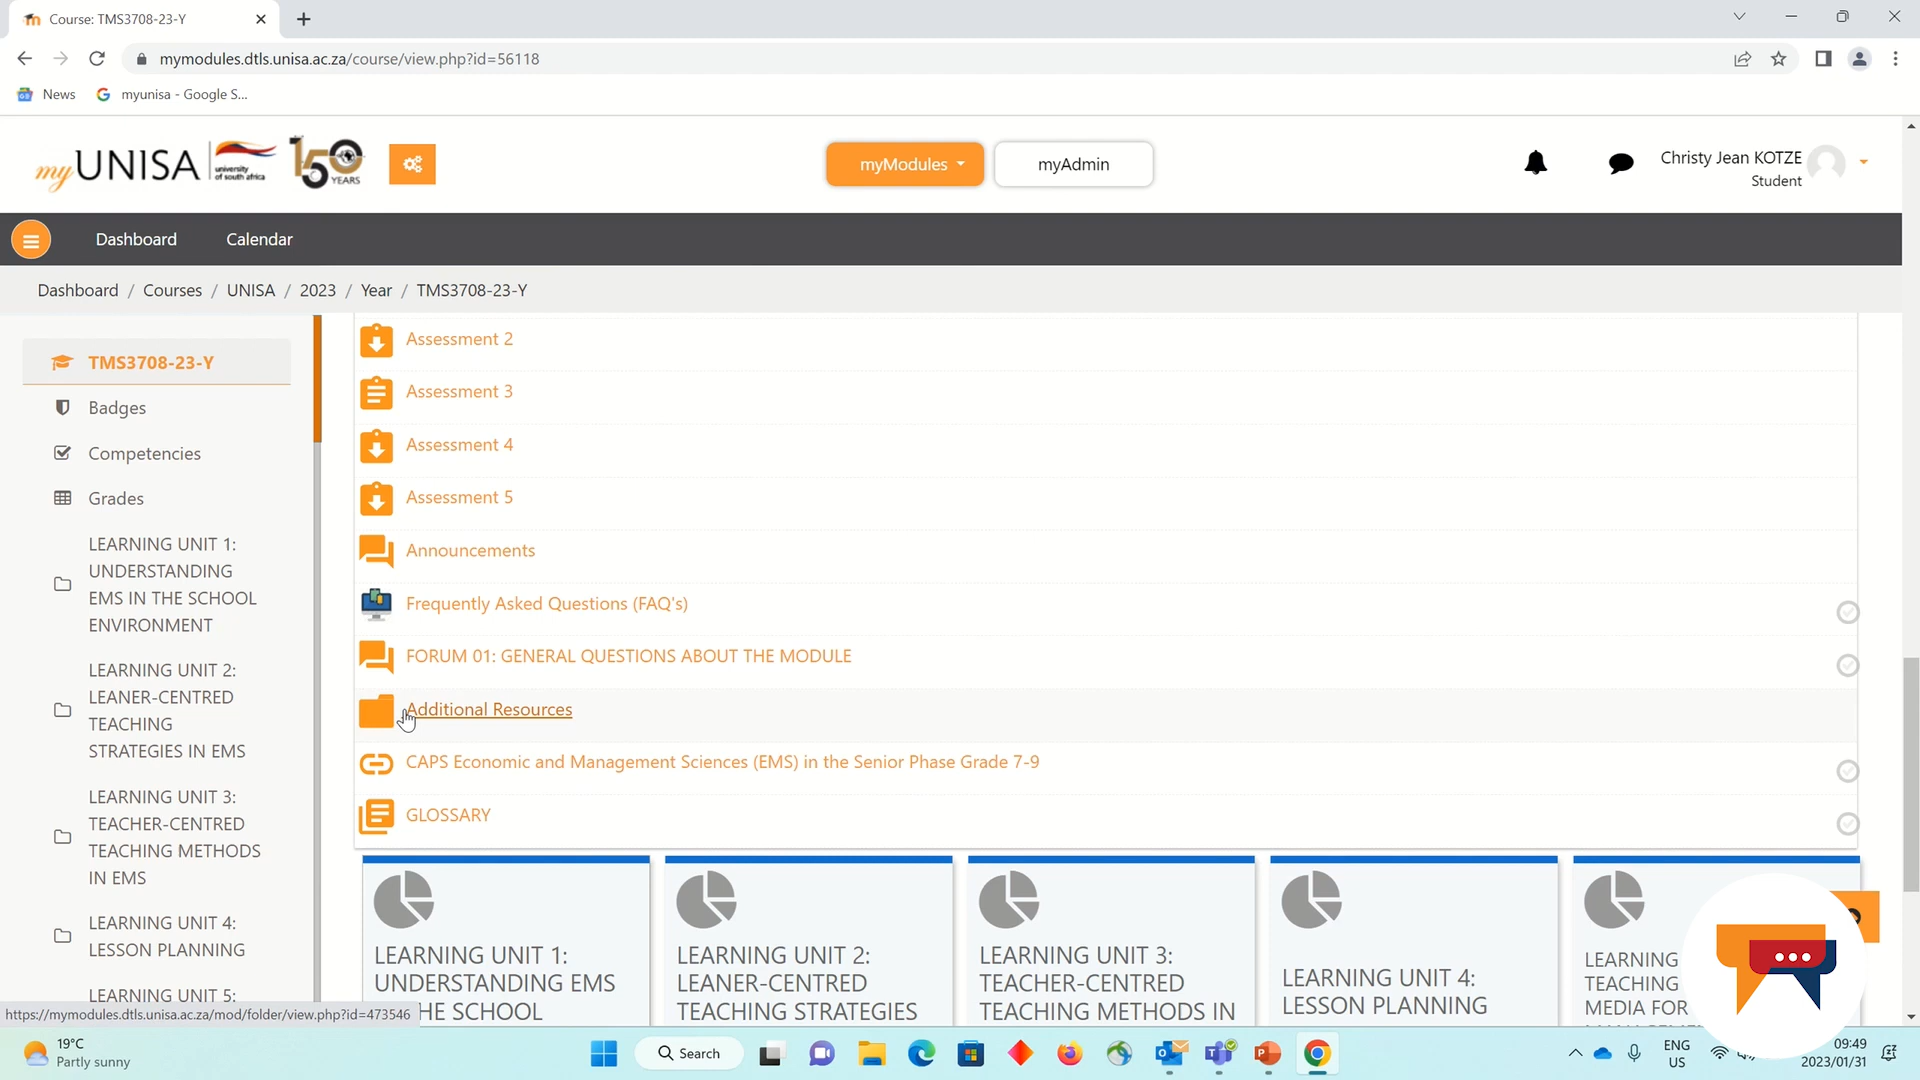 Course: TMS3708-23-Y
mymodules.dtls.unisa.ac.za/course/view.php?id=56118
News
myunisa - Google S...
myUNISA
university
of south africa
150
YEARS
myModules
myAdmin
Christy Jean KOTZE
Student
Dashboard
Calendar
Dashboard / Courses / UNISA / 2023 / Year / TMS3708-23-Y
TMS3708-23-Y
Badges
Competencies
Grades
LEARNING UNIT 1:
UNDERSTANDING
EMS IN THE SCHOOL
ENVIRONMENT
LEARNING UNIT 2:
LEANER-CENTRED
TEACHING
STRATEGIES IN EMS
LEARNING UNIT 3:
TEACHER-CENTRED
TEACHING METHODS
IN EMS
LEARNING UNIT 4:
LESSON PLANNING
LEARNING UNIT 5:
Assessment 2
Assessment 3
Assessment 4
Assessment 5
Announcements
Frequently Asked Questions (FAQ's)
FORUM 01: GENERAL QUESTIONS ABOUT THE MODULE
Additional Resources
CAPS Economic and Management Sciences (EMS) in the Senior Phase Grade 7-9
GLOSSARY
LEARNING UNIT 1:
UNDERSTANDING EMS
HE SCHOOL
LEARNING UNIT 2:
LEANER-CENTRED
TEACHING STRATEGIES
LEARNING UNIT 3:
TEACHER-CENTRED
TEACHING METHODS IN
LEARNING UNIT 4:
LESSON PLANNING
LEARNING
TEACHING
MEDIA FOR
https://mymodules.dtls.unisa.ac.za/mod/folder/view.php?id=473546
19°C
Partly sunny
Search
ENG
US
09:49
2023/01/31